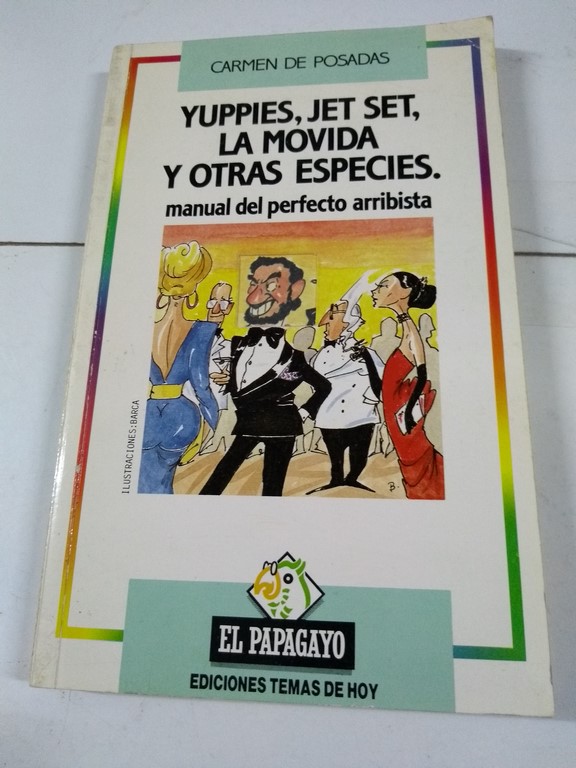 CARMEN DE POSADAS
YUPPIES, JET SET,
LA MOVIDA
Y OTRAS ESPECIES.
manual del perfecto arribista
ILUSTRACIONES: BARCA
B.
EL PAPAGAYO
EDICIONES TEMAS DE HOY